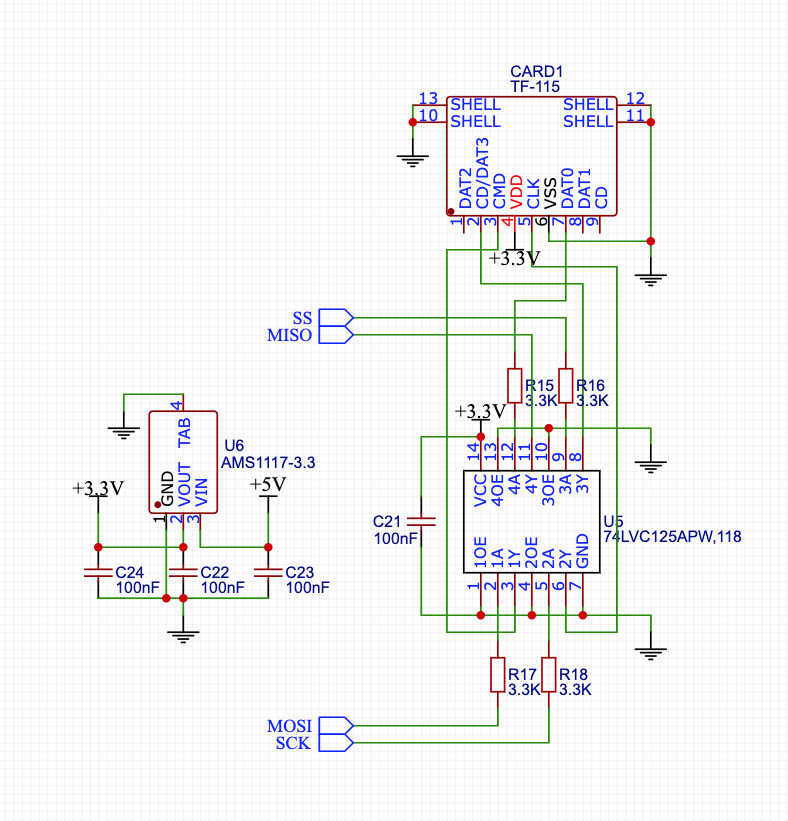 CARD1
TF-115
13 SHELL SHELL 12
10 SHELL SHELL 11
DAT2 CD/DAT3 CMD VDD CLK VSS DAT0 DAT1 CD
1 2 3 4 5 6 7 8 9
+3.3V
SS
MISO
R15 R16
3.3K 3.3K
+3.3V
14 13 12 11 10 9 8
VCC 4OE 4A 4Y 3OE 3A 3Y
U5
74LVC125APW,118
1OE 1A 1Y 2OE 2A 2Y GND
1 2 3 4 5 6 7
C21
100nF
R17 R18
3.3K 3.3K
MOSI
SCK
4
TAB
U6
AMS1117-3.3
GND VOUT VIN
1 2 3
+3.3V
+5V
C24 C22 C23
100nF 100nF 100nF